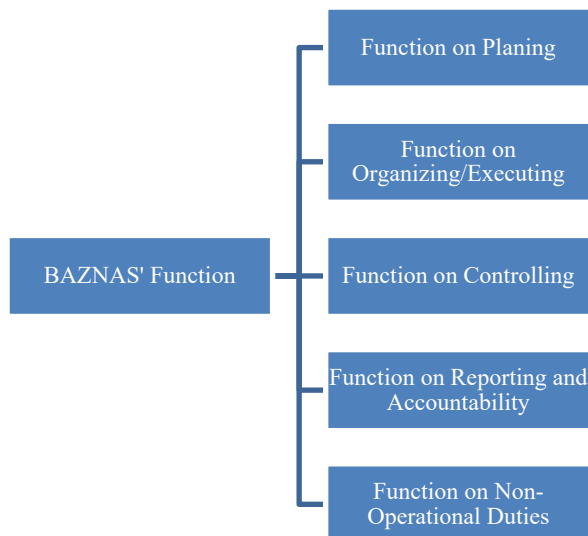 Function on Planing
Function on
Organizing/Executing
BAZNAS' Function
Function on Controlling
Function on Reporting and
Accountability
Function on Non-
Operational Duties